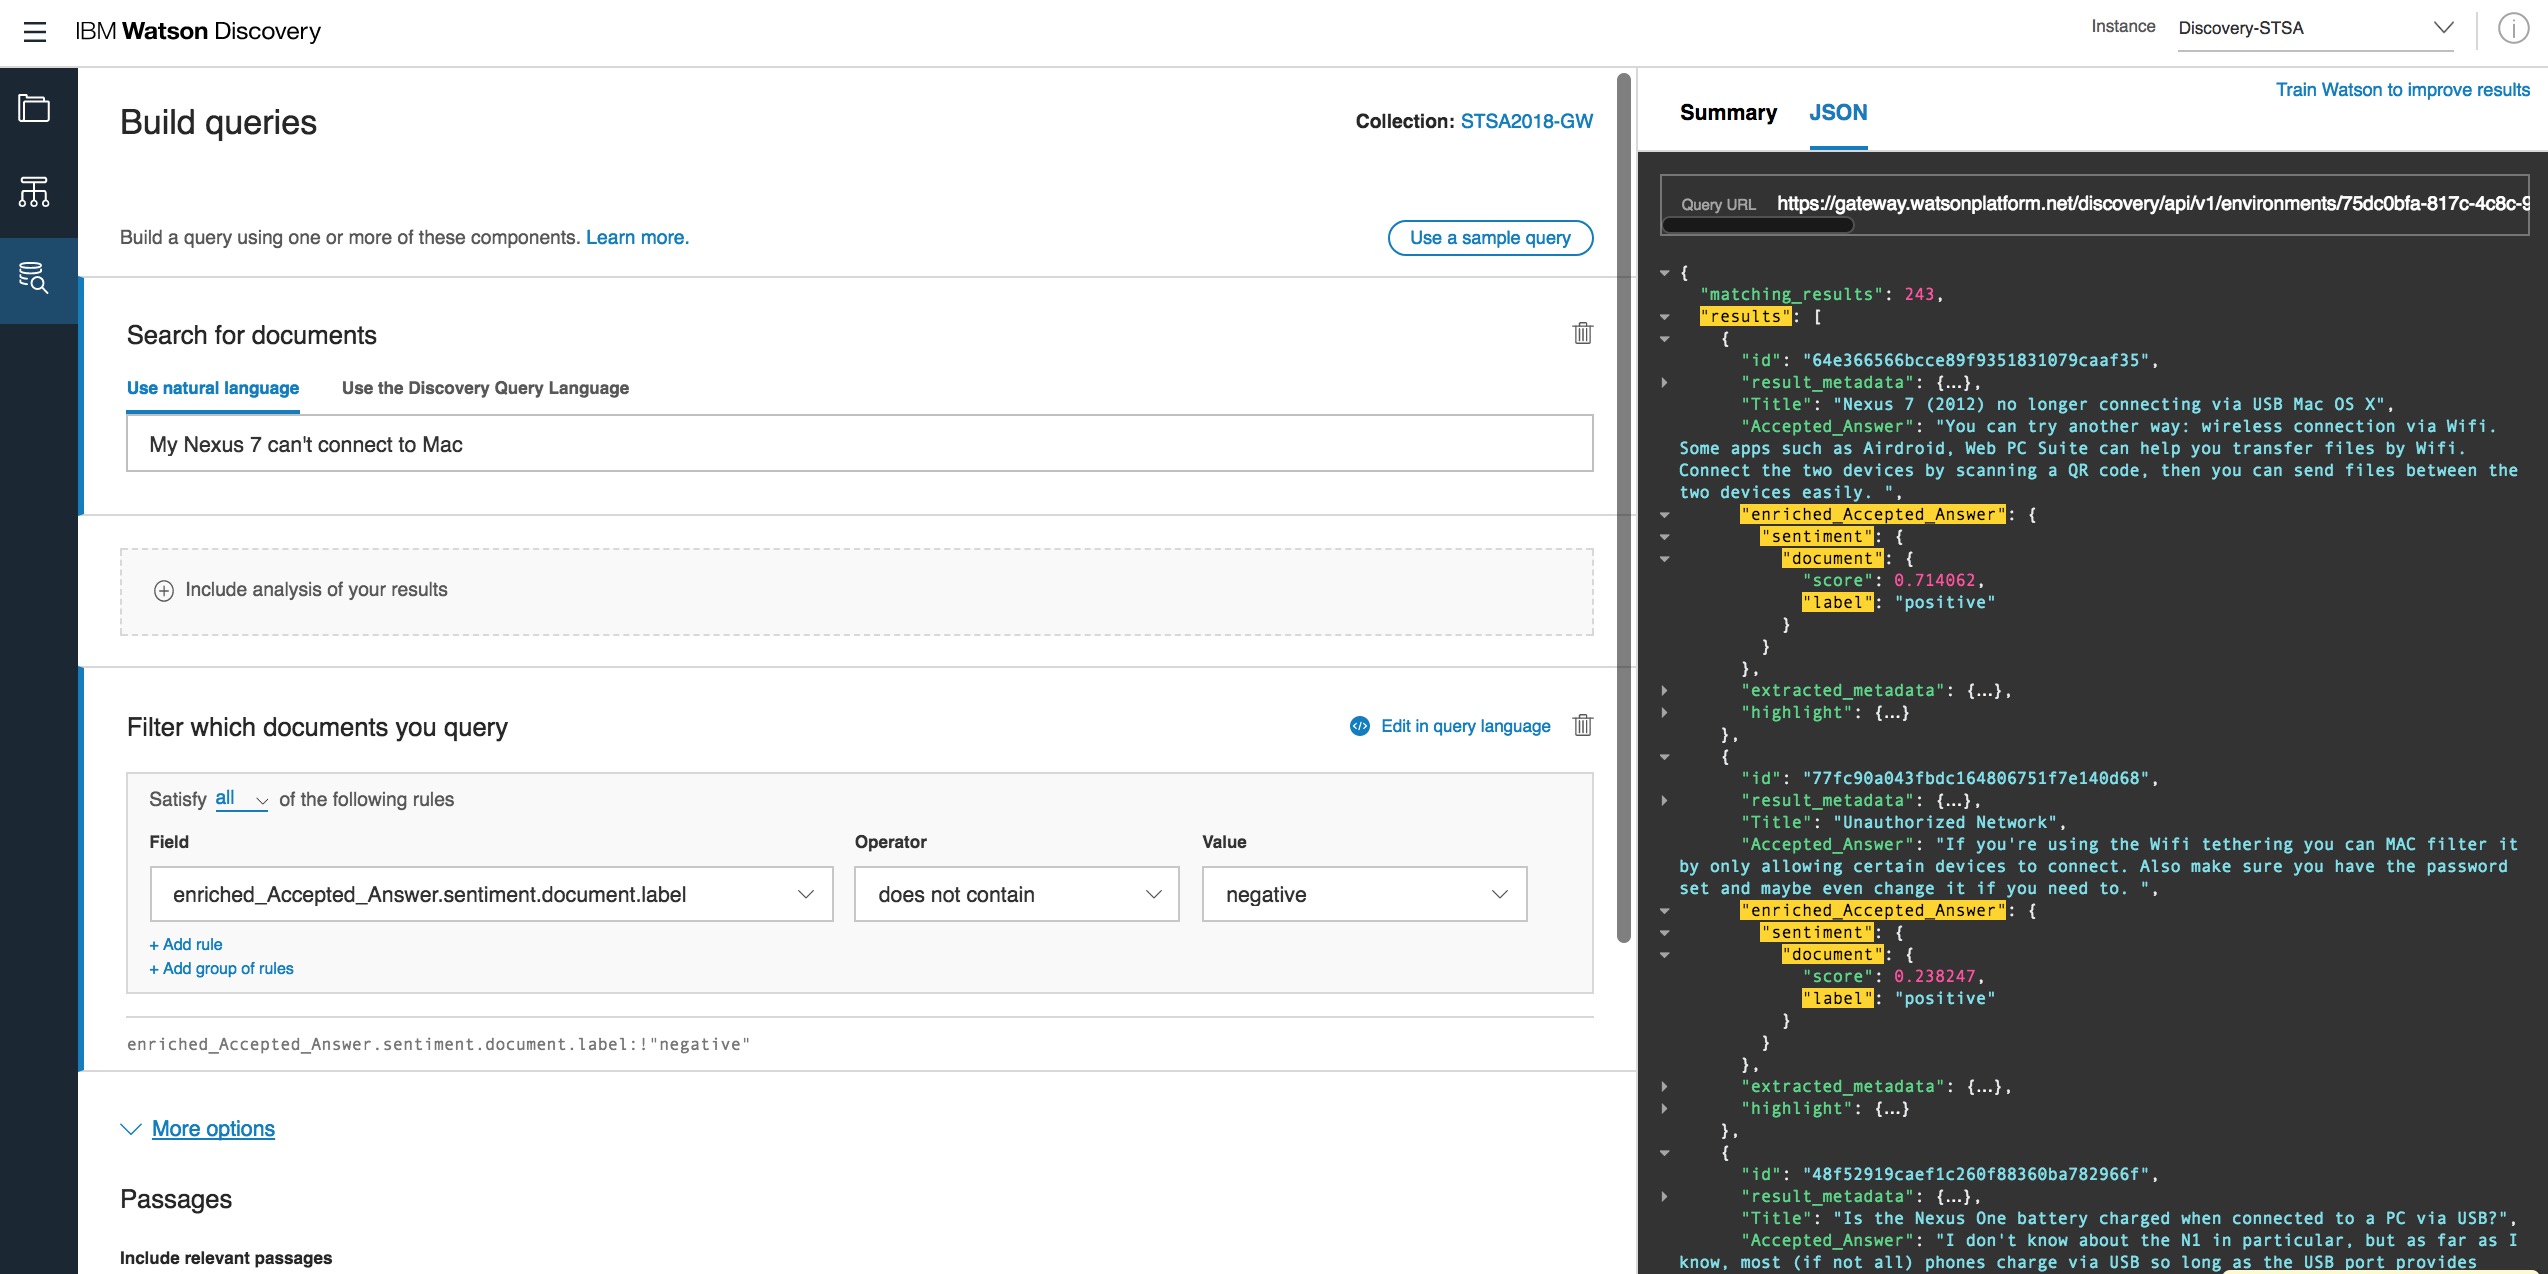 IBM Watson Discovery
Instance
Discovery-STSA
Build queries
Collection: STSA2018-GW
Build a query using one or more of these components. Learn more.
Use a sample query
Search for documents
Use natural language
Use the Discovery Query Language
My Nexus 7 can't connect to Mac
Include analysis of your results
Filter which documents you query
Edit in query language
Satisfy all of the following rules
Field
Operator
Value
enriched_Accepted_Answer.sentiment.document.label
does not contain
negative
+ Add rule
+ Add group of rules
enriched_Accepted_Answer.sentiment.document.label:!"negative"
More options
Passages
Include relevant passages
Train Watson to improve results
Summary
JSON
Query URL https://gateway.watsonplatform.net/discovery/api/v1/environments/75dc0bfa-817c-4c8c-9
{
"matching_results": 243,
"results": [
{
"id": "64e366566bcce89f9351831079caaf35",
"result_metadata": {...},
"Title": "Nexus 7 (2012) no longer connecting via USB Mac OS X",
"Accepted_Answer": "You can try another way: wireless connection via Wifi.
Some apps such as Airdroid, Web PC Suite can help you transfer files by Wifi.
Connect the two devices by scanning a QR code, then you can send files between the
two devices easily. ",
"enriched_Accepted_Answer": {
"sentiment": {
"document": {
"score": 0.714062,
"label": "positive"
}
}
},
"extracted_metadata": {...},
"highlight": {...}
},
{
"id": "77fc90a043fbdc164806751f7e140d68",
"result_metadata": {...},
"Title": "Unauthorized Network",
"Accepted_Answer": "If you're using the Wifi tethering you can MAC filter it
by only allowing certain devices to connect. Also make sure you have the password
set and maybe even change it if you need to. ",
"enriched_Accepted_Answer": {
"sentiment": {
"document": {
"score": 0.238247,
"label": "positive"
}
}
},
"extracted_metadata": {...},
"highlight": {...}
},
{
"id": "48f52919caef1c260f88360ba782966f",
"result_metadata": {...},
"Title": "Is the Nexus One battery charged when connected to a PC via USB?",
"Accepted_Answer": "I don't know about the N1 in particular, but as far as I
know, most (if not all) phones charge via USB so long as the USB port provides